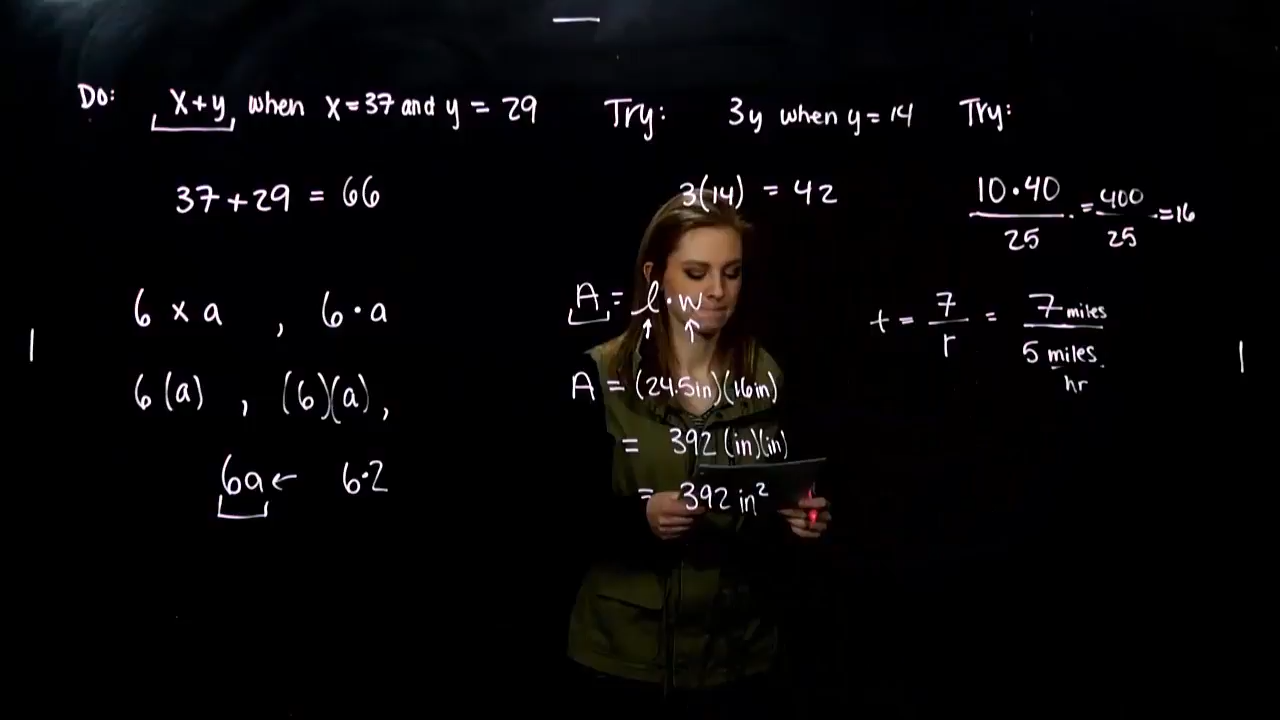 Do: x+y when x=37 and y = 29
37+29 = 66
6 x a , 6·a
6(a) , (6)(a),
6a ← 6·2
Try: 3y when y=14
3(14) = 42
A = l·w
A = (24.5in)(16in)
= 392 (in)(in)
= 392 in²
Try:
10·40 / 25 = 400 / 25 = 16
t = 7 / r = 7 miles / 5 miles / hr